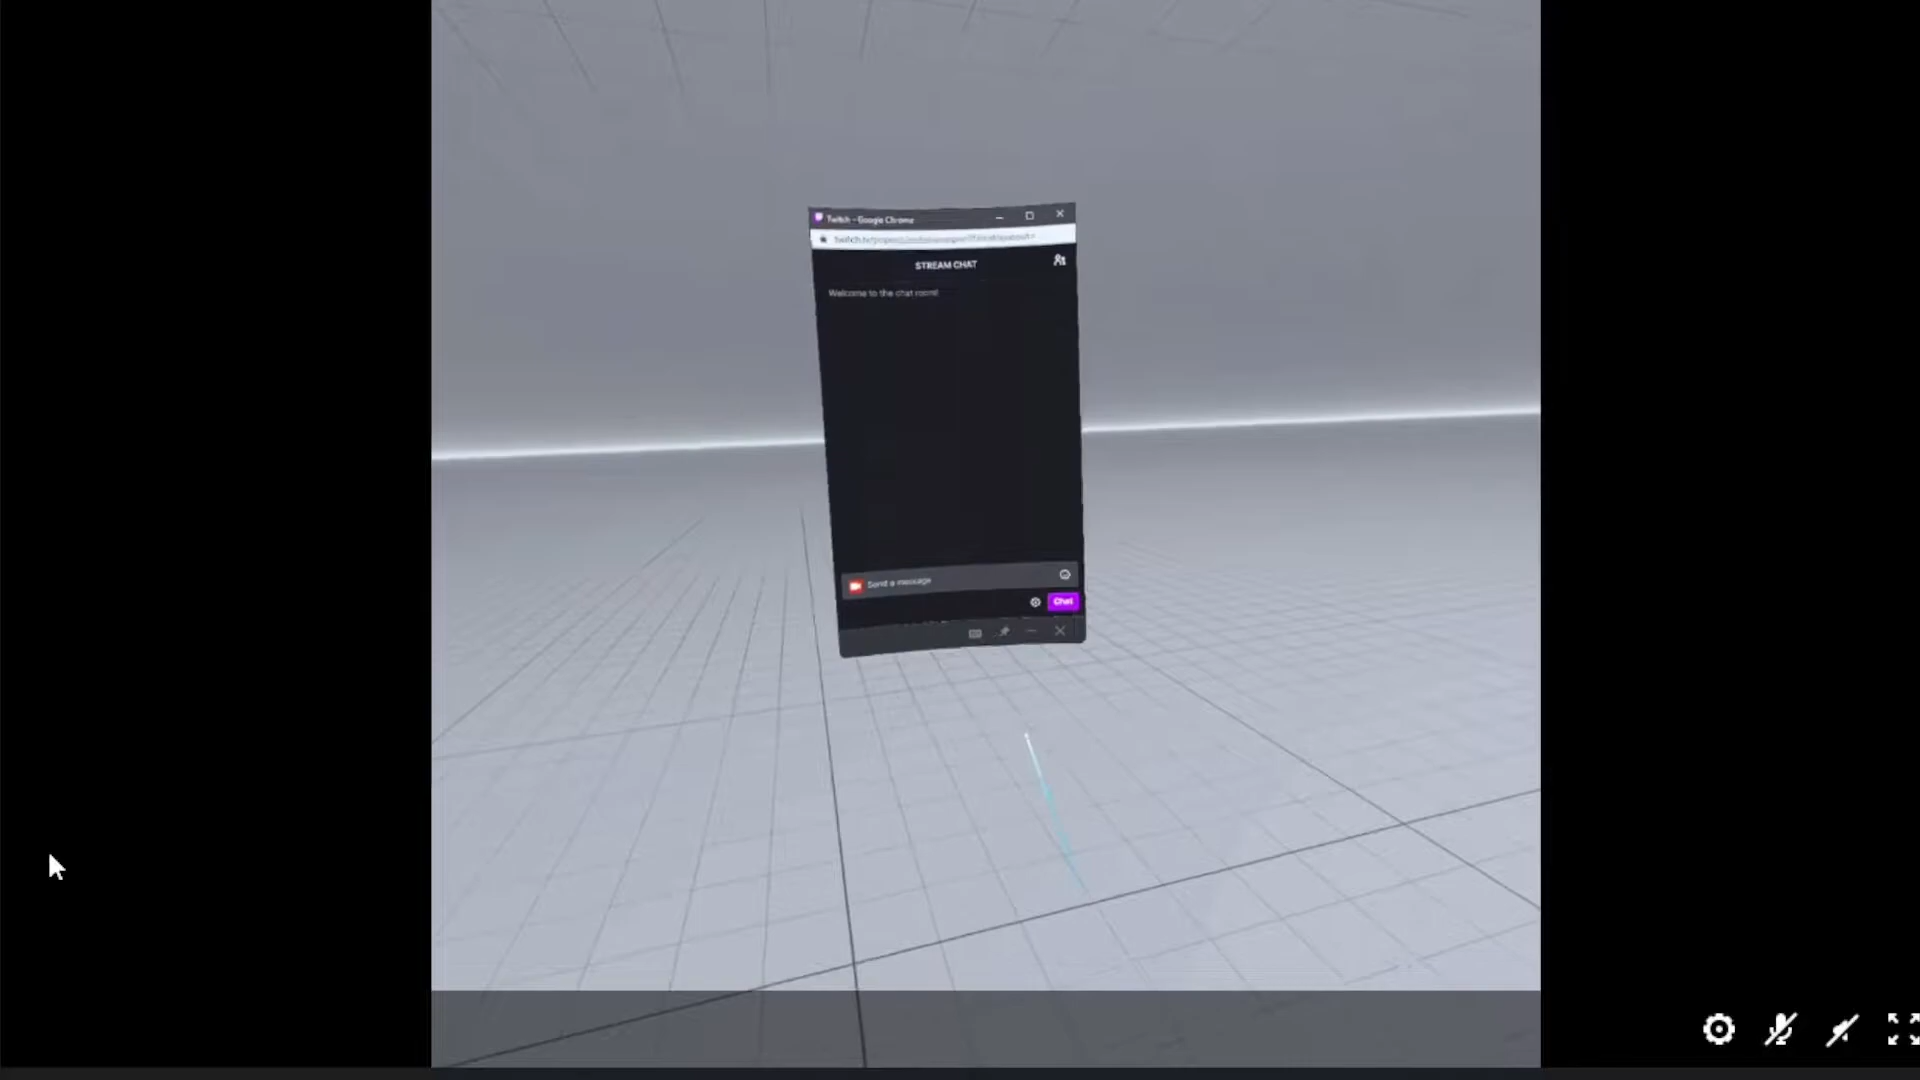 Twitch - Google Chrome
STREAM CHAT
Welcome to the chat room!
Send a message
Chat